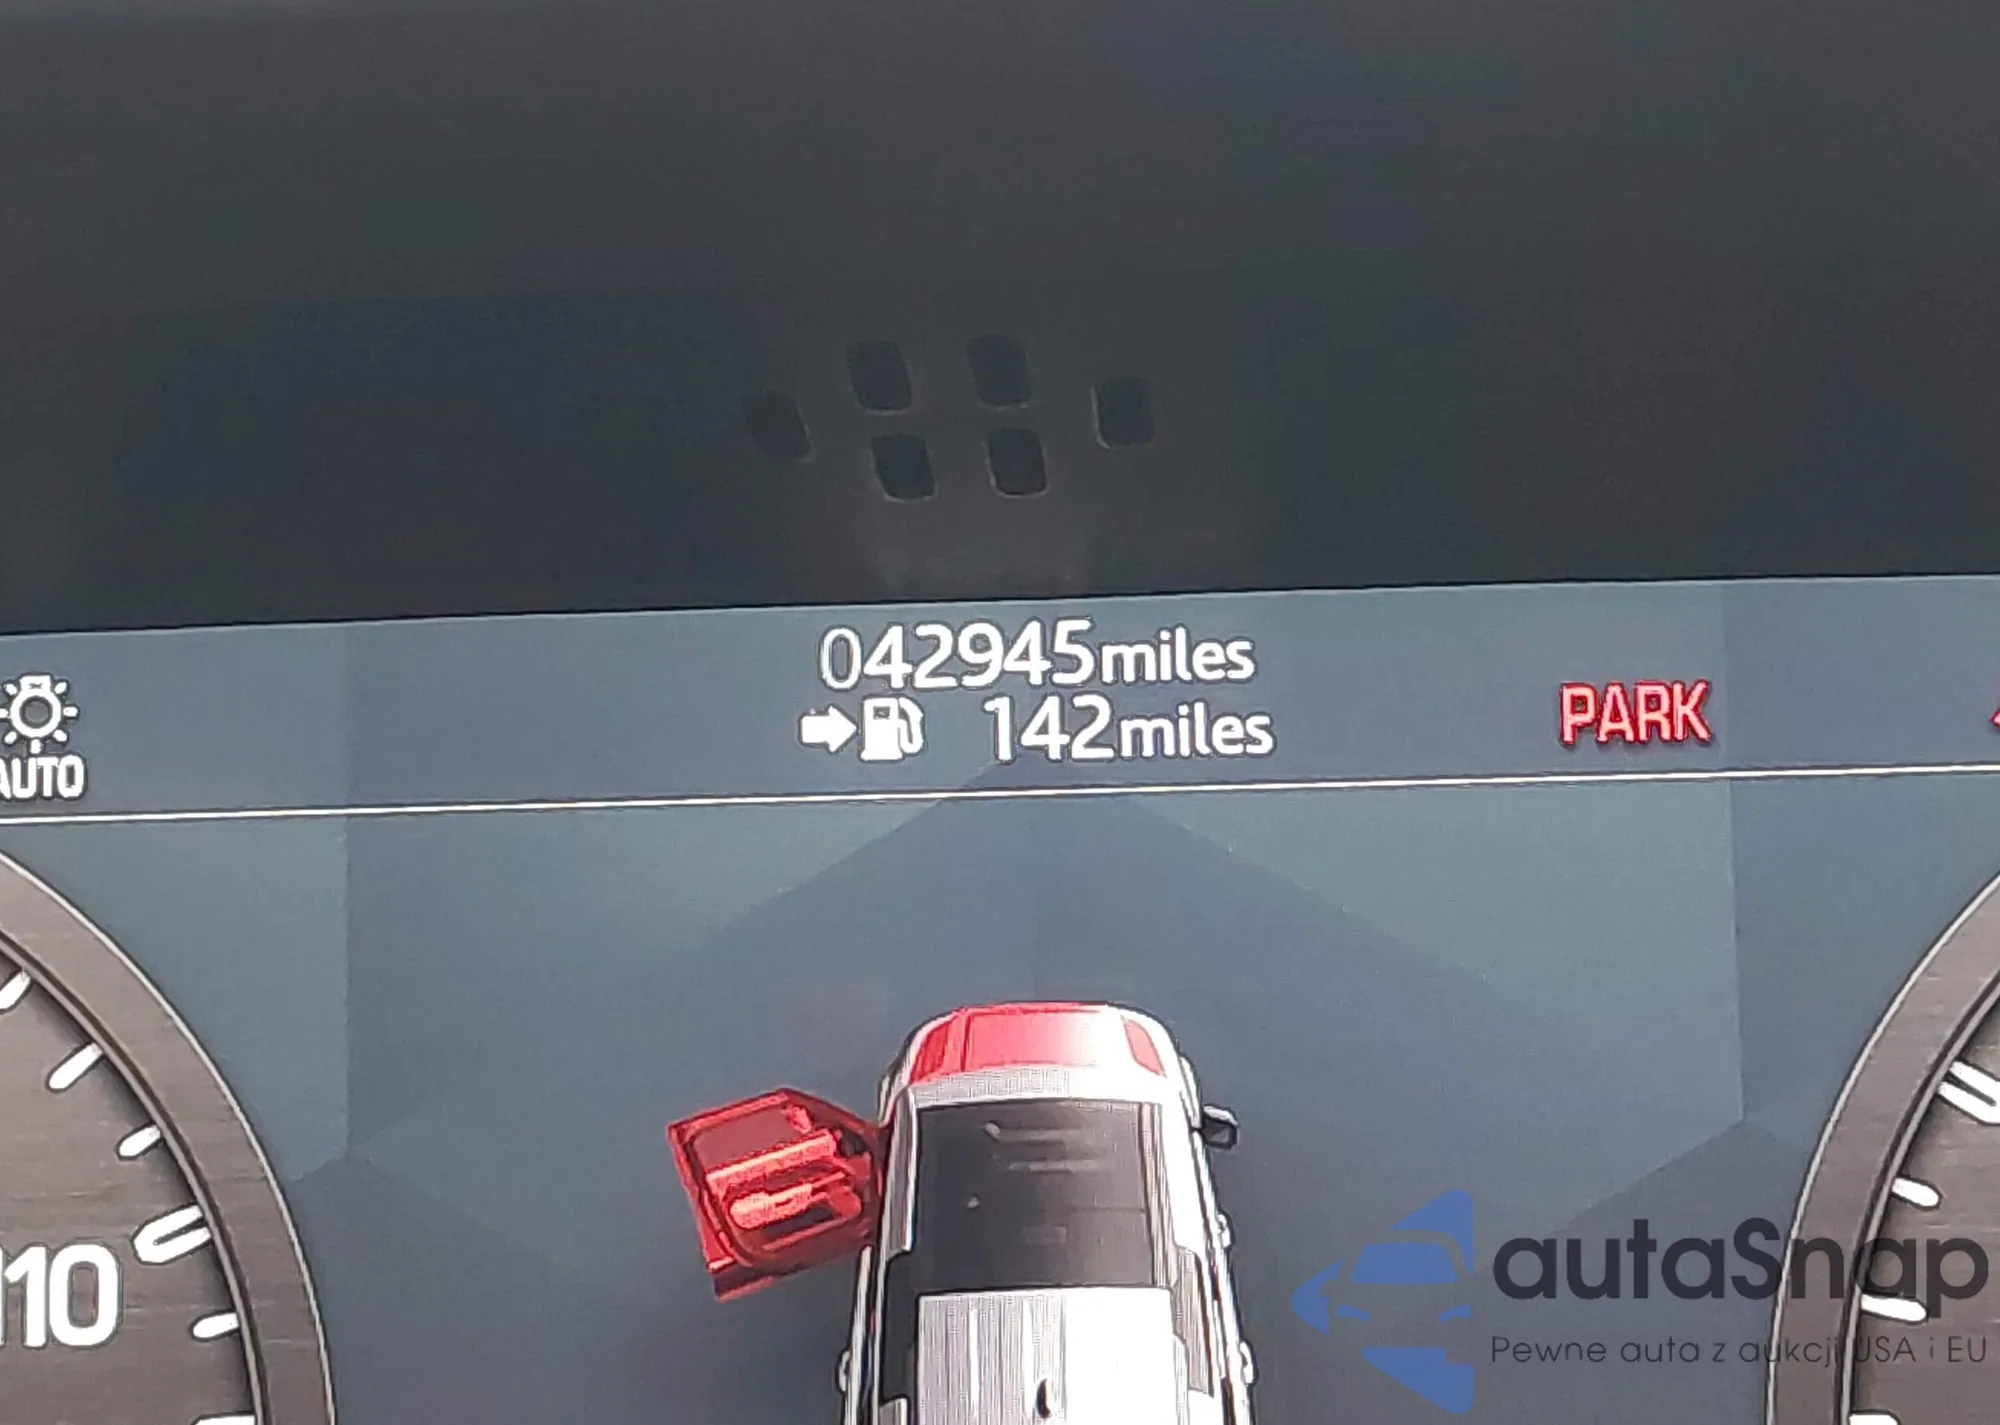 042945miles
142miles
PARK
AUTO
110
autaSnap
Pewne auta z aukcji USA i EU